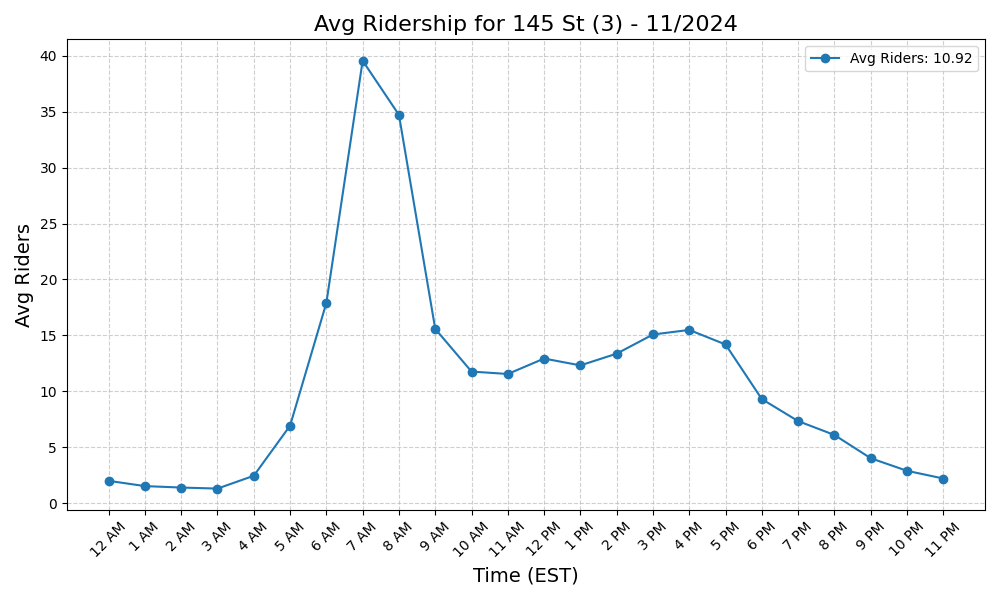 Avg Ridership for 145 St (3) - 11/2024
Avg Riders: 10.92
Avg Riders
40
35
30
25
20
15
10
5
0
12 AM
1 AM
2 AM
3 AM
4 AM
5 AM
6 AM
7 AM
8 AM
9 AM
10 AM
11 AM
12 PM
1 PM
2 PM
3 PM
4 PM
5 PM
6 PM
7 PM
8 PM
9 PM
10 PM
11 PM
Time (EST)